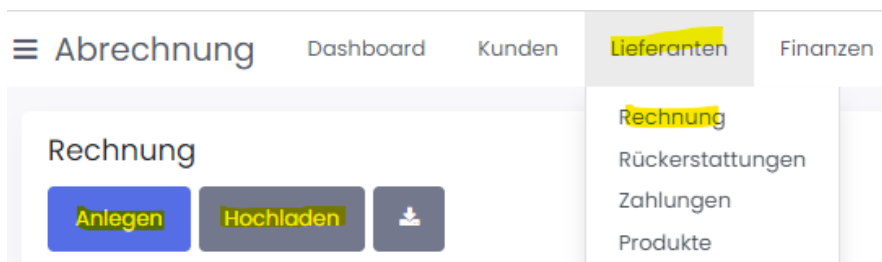 Abrechnung Dashboard Kunden Lieferanten Finanzen
Rechnung
Rechnung
Rückerstattungen
Anlegen Hochladen
Zahlungen
Produkte